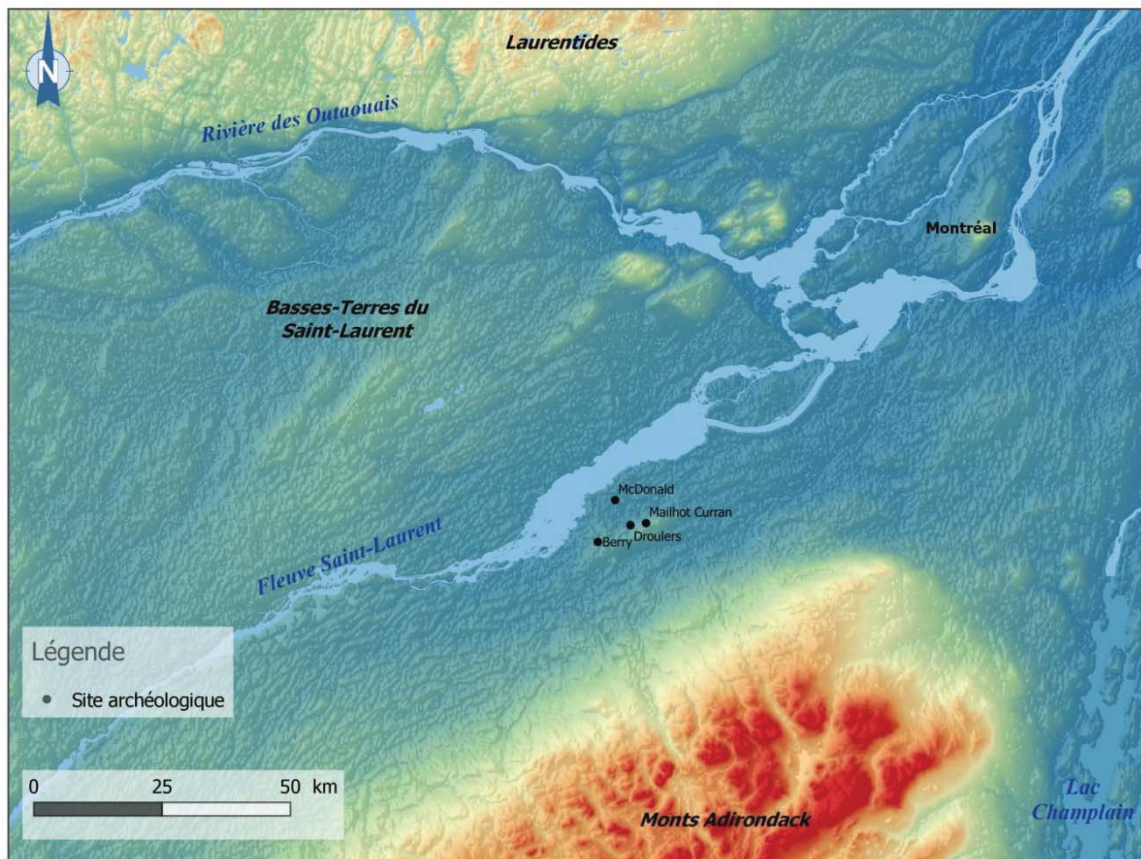 Laurentides
N
Rivière des Outaouais
Montréal
Basses-Terres du
Saint-Laurent
McDonald
Mailhot Curran
Droulers
Berry
Fleuve Saint-Laurent
Légende
Site archéologique
0 25 50 km
Monts Adirondack
Lac
Champlain